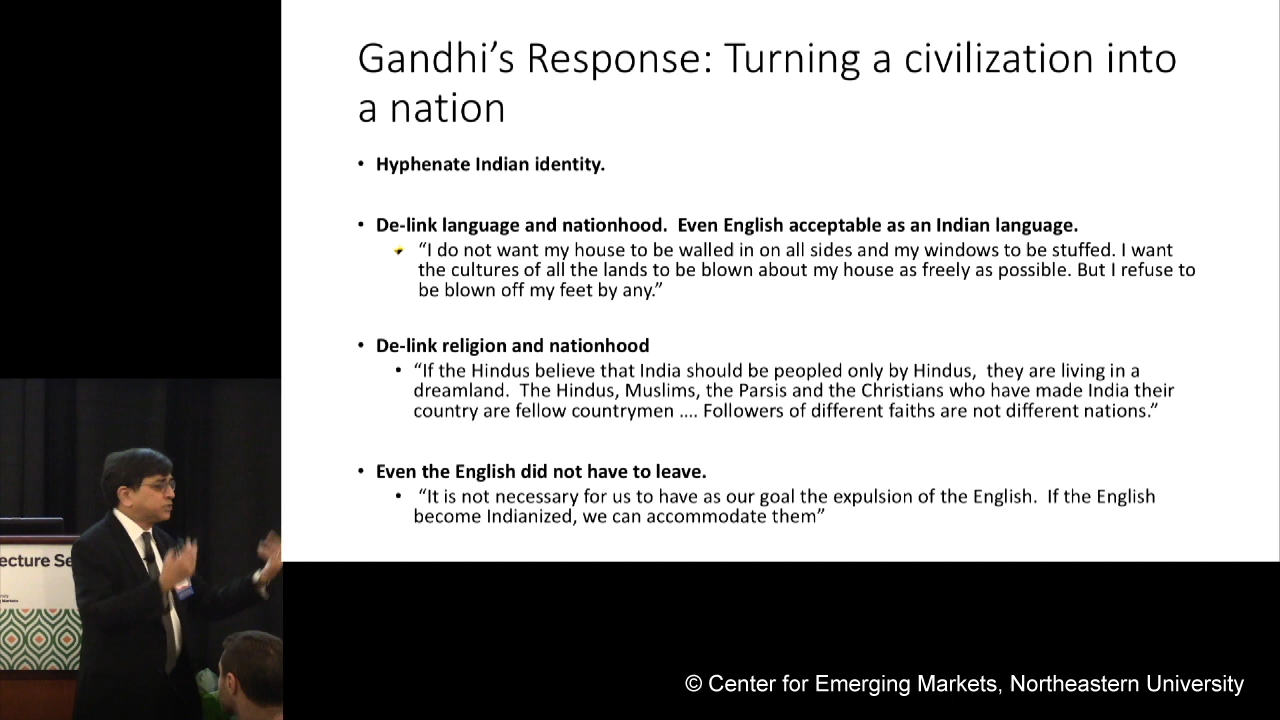 Gandhi’s Response: Turning a civilization into
a nation
• Hyphenate Indian identity.
• De-link language and nationhood.  Even English acceptable as an Indian language.
“I do not want my house to be walled in on all sides and my windows to be stuffed. I want
the cultures of all the lands to be blown about my house as freely as possible. But I refuse to
be blown off my feet by any.”
• De-link religion and nationhood
• “If the Hindus believe that India should be peopled only by Hindus,  they are living in a
dreamland.  The Hindus, Muslims, the Parsis and the Christians who have made India their
country are fellow countrymen .... Followers of different faiths are not different nations.”
• Even the English did not have to leave.
• “It is not necessary for us to have as our goal the expulsion of the English.  If the English
become Indianized, we can accommodate them”
ecture Se
© Center for Emerging Markets, Northeastern University